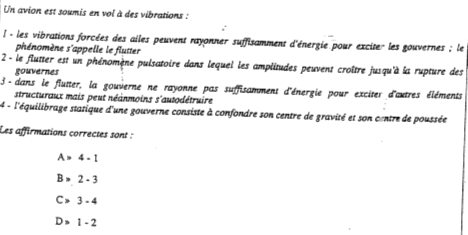 Un avion est soumis en vol à des vibrations :
1 - les vibrations forcées des ailes peuvent rayonner suffisamment d'énergie pour exciter les gouvernes ; le
phénomène s'appelle le flutter
2 - le flutter est un phénomène pulsatoire dans lequel les amplitudes peuvent croître jusqu'à la rupture des
gouvernes
3 - dans le flutter, la gouverne ne rayonne pas suffisamment d'énergie pour exciter d'autres éléments
structuraux mais peut néanmoins s'autodétruire
4 - l'équilibrage statique d'une gouverne consiste à confondre son centre de gravité et son centre de poussée
Les affirmations correctes sont :
A» 4 - 1
B» 2 - 3
C» 3 - 4
D» 1 - 2